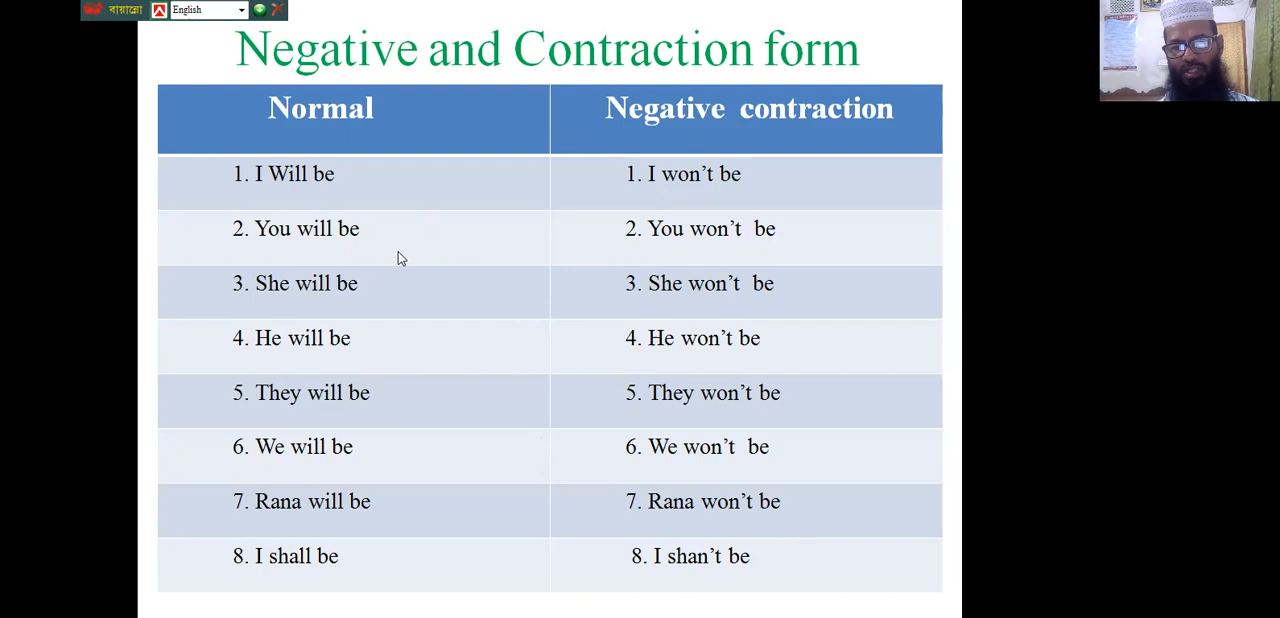 বায়ান্নো English
Negative and Contraction form
Normal Negative contraction
1. I Will be 1. I won’t be
2. You will be 2. You won’t be
3. She will be 3. She won’t be
4. He will be 4. He won’t be
5. They will be 5. They won’t be
6. We will be 6. We won’t be
7. Rana will be 7. Rana won’t be
8. I shall be 8. I shan’t be